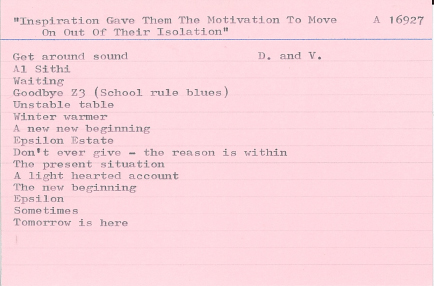 "Inspiration Gave Them The Motivation To Move A 16927
On Out Of Their Isolation"
Get around sound D. and V.
Al Sithi
Waiting
Goodbye Z3 (School rule blues)
Unstable table
Winter warmer
A new new beginning
Epsilon Estate
Don't ever give - the reason is within
The present situation
A light hearted account
The new beginning
Epsilon
Sometimes
Tomorrow is here